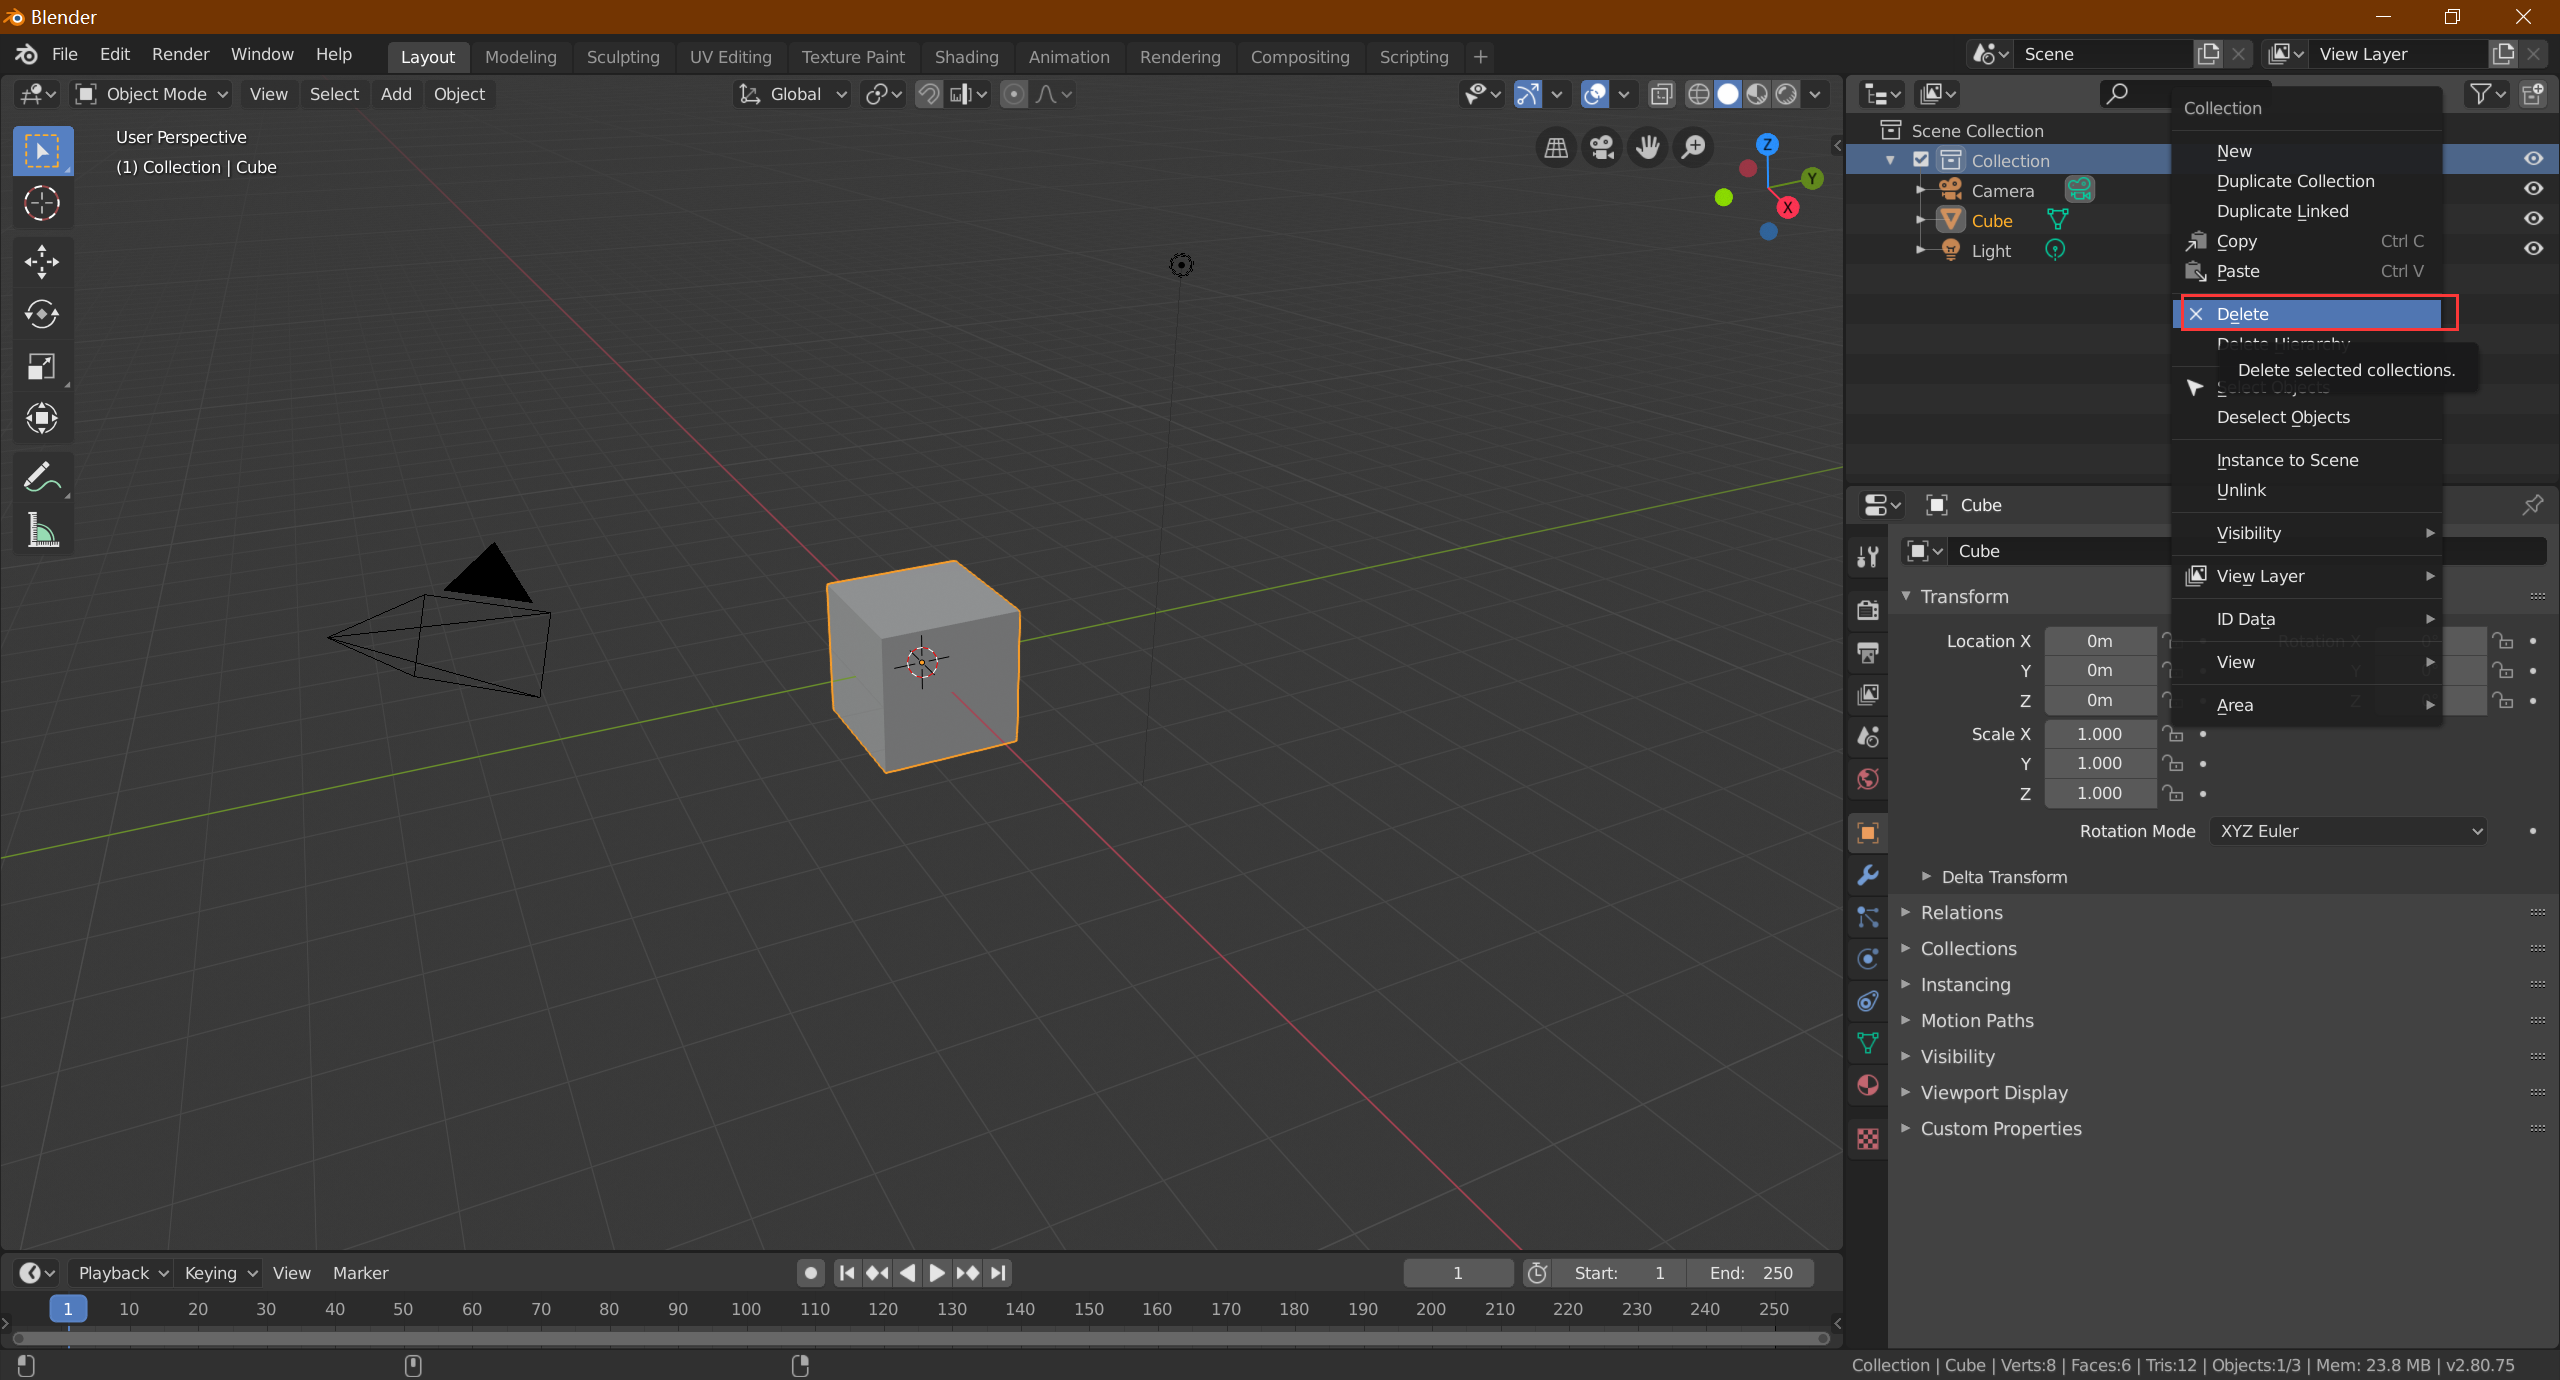 Blender
File Edit Render Window Help Layout Modeling Sculpting UV Editing Texture Paint Shading Animation Rendering Compositing Scripting + Scene View Layer
Object Mode View Select Add Object Global
User Perspective
(1) Collection | Cube
Z
Y
X
Scene Collection
Collection
Camera
Cube
Light
Collection
New
Duplicate Collection
Duplicate Linked
Copy Ctrl C
Paste Ctrl V
Delete
Delete Hierarchy
Delete selected collections.
Select Objects
Deselect Objects
Instance to Scene
Unlink
Visibility
View Layer
ID Data
View
Area
Cube
Cube
Transform
Location X 0m Rotation X
Y 0m Y
Z 0m Z
Scale X 1.000
Y 1.000
Z 1.000
Rotation Mode XYZ Euler
Delta Transform
Relations
Collections
Instancing
Motion Paths
Visibility
Viewport Display
Custom Properties
Playback Keying View Marker 1 Start: 1 End: 250
1 10 20 30 40 50 60 70 80 90 100 110 120 130 140 150 160 170 180 190 200 210 220 230 240 250
Collection | Cube | Verts:8 | Faces:6 | Tris:12 | Objects:1/3 | Mem: 23.8 MB | v2.80.75